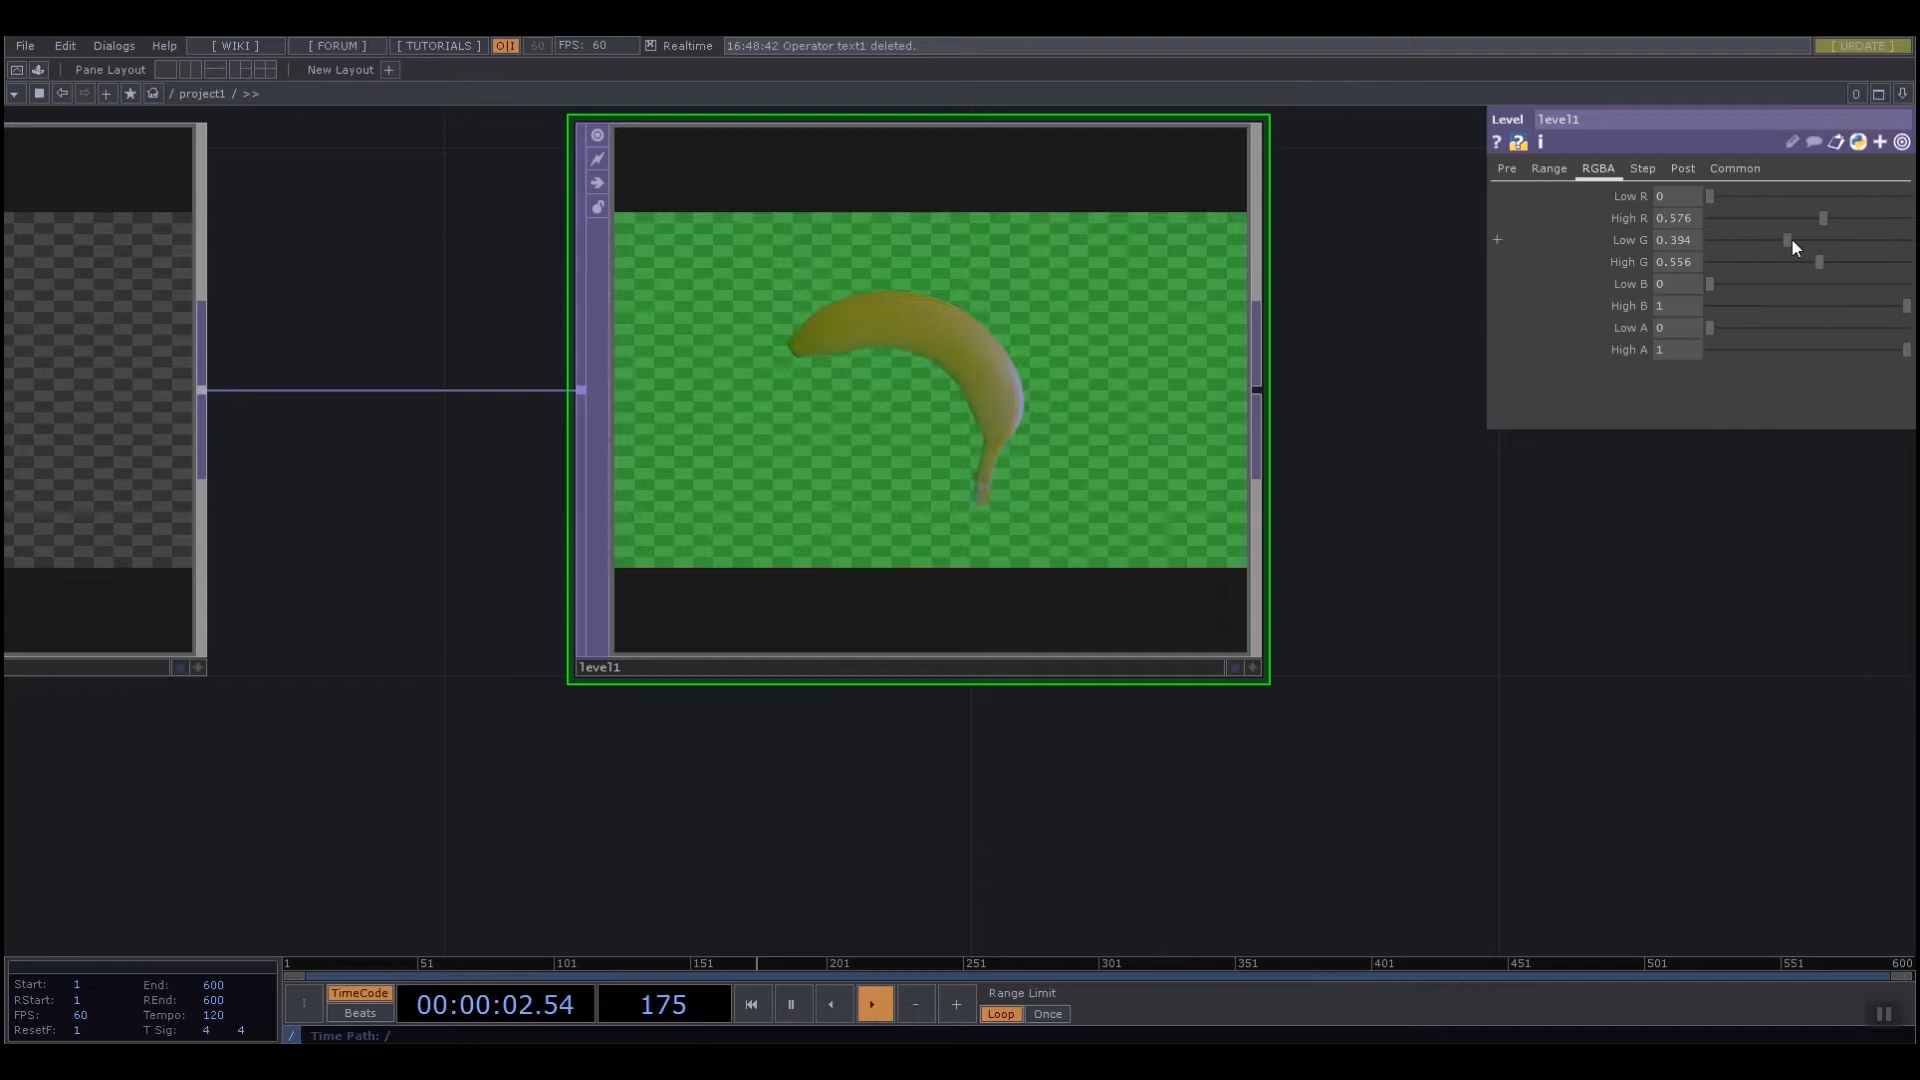 File Edit Dialogs Help [ WIKI ] [ FORUM ] [ TUTORIALS ] O|I 60 FPS: 60 Realtime 16:48:42 Operator text1 deleted. [ UPDATE ]
Pane Layout New Layout +
/ project1 / >> 0
Level level1
? ? i
Pre Range RGBA Step Post Common
Low R 0
High R 0.576
+ Low G 0.394
High G 0.556
Low B 0
High B 1
Low A 0
High A 1
level1
1 51 101 151 201 251 301 351 401 451 501 551 600
Start: 1 End: 600
RStart: 1 REnd: 600
FPS: 60 Tempo: 120
ResetF: 1 T Sig: 4 4
TimeCode
Beats
00:00:02.54 175
- +
Range Limit
Loop Once
/ Time Path: /